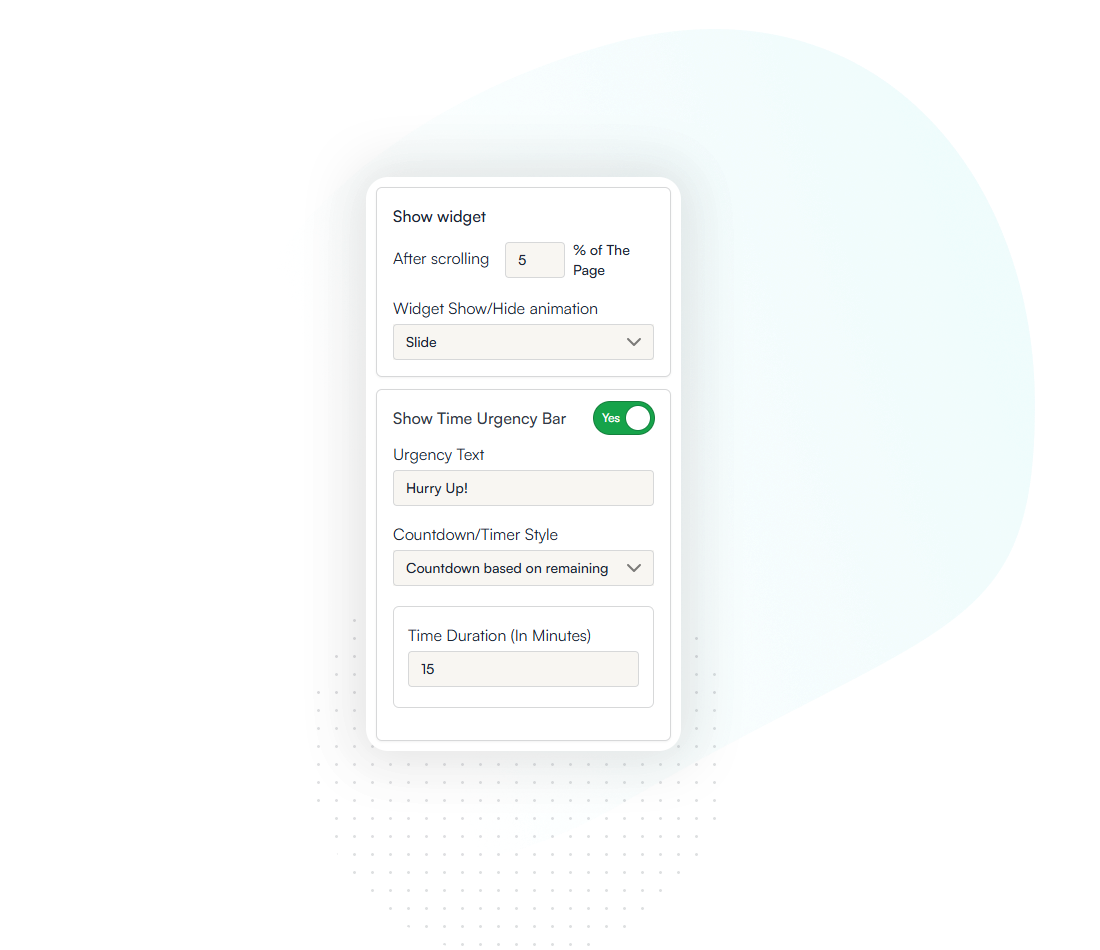 Show widget
After scrolling 5 % of The
Page
Widget Show/Hide animation
Slide
Show Time Urgency Bar Yes
Urgency Text
Hurry Up!
Countdown/Timer Style
Countdown based on remaining
Time Duration (In Minutes)
15